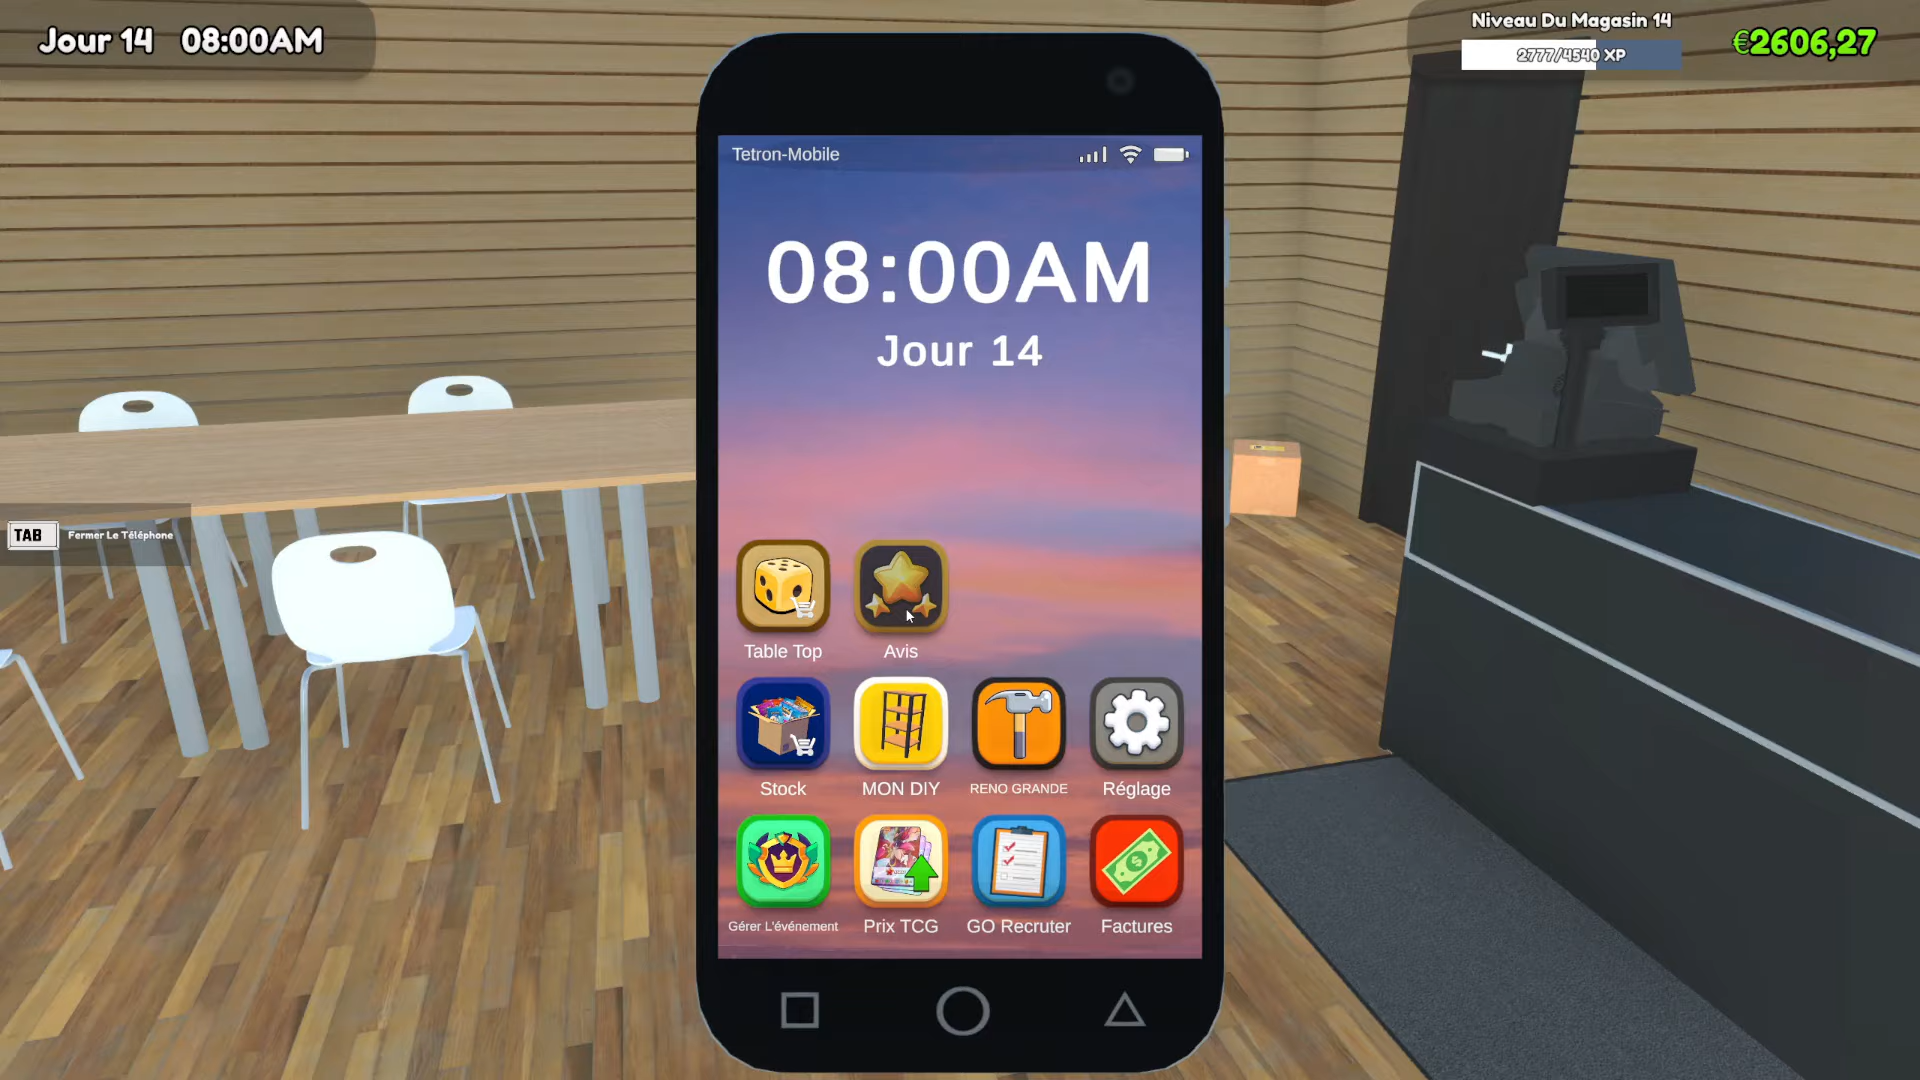 Jour 14 08:00AM
Niveau Du Magasin 14
2777/4540 XP
€2606,27
Tetron-Mobile
08:00AM
Jour 14
TAB Fermer Le Téléphone
Table Top
Avis
Stock
MON DIY
RENO GRANDE
Réglage
Gérer L'événement
Prix TCG
GO Recruter
Factures